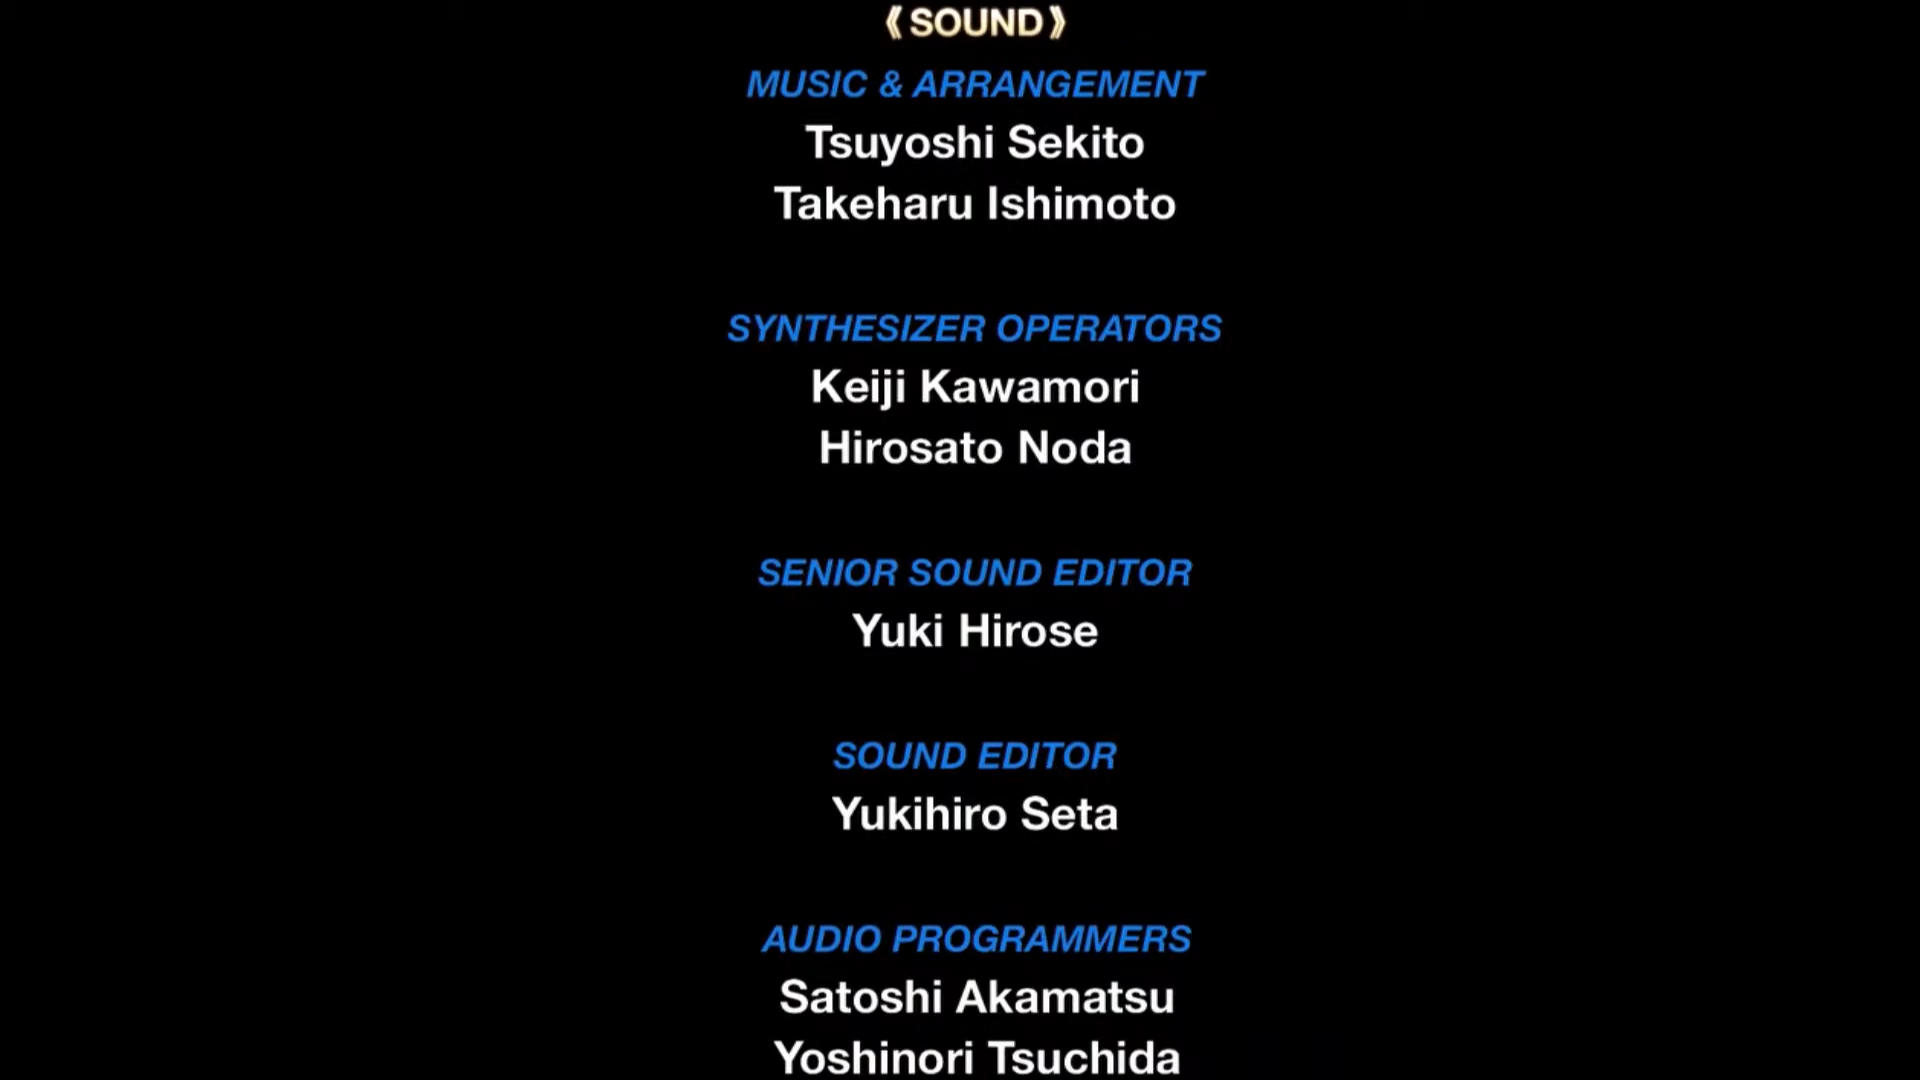 《SOUND》
MUSIC & ARRANGEMENT
Tsuyoshi Sekito
Takeharu Ishimoto
SYNTHESIZER OPERATORS
Keiji Kawamori
Hirosato Noda
SENIOR SOUND EDITOR
Yuki Hirose
SOUND EDITOR
Yukihiro Seta
AUDIO PROGRAMMERS
Satoshi Akamatsu
Yoshinori Tsuchida